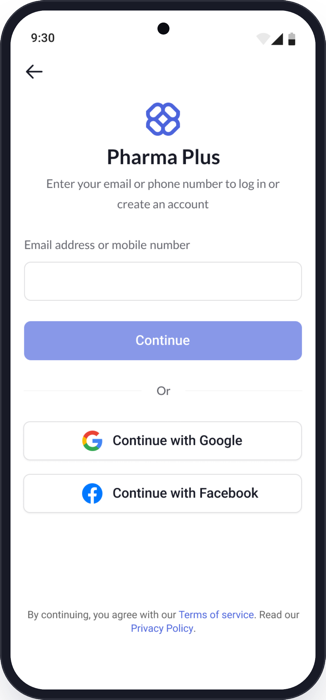 9:30
Pharma Plus
Enter your email or phone number to log in or
create an account
Email address or mobile number
Continue
Or
Continue with Google
Continue with Facebook
By continuing, you agree with our Terms of service. Read our
Privacy Policy.